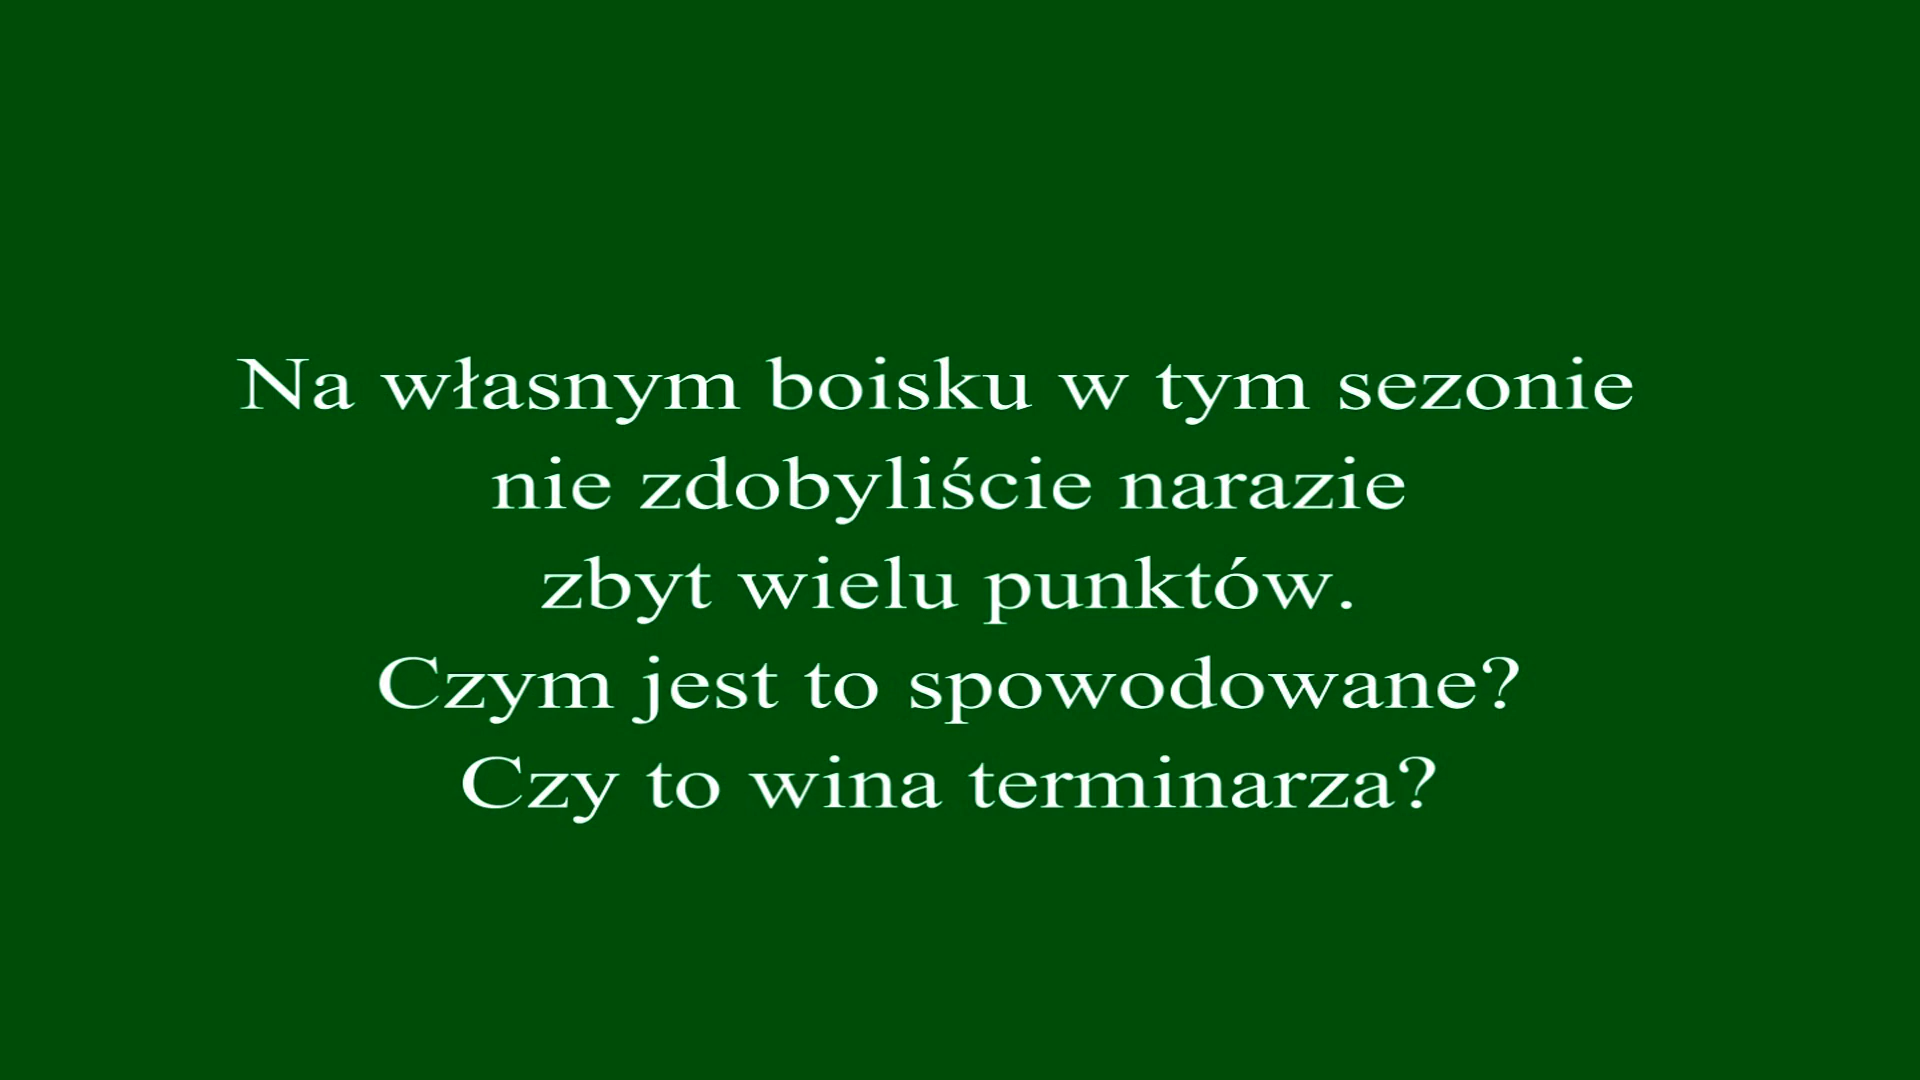 Na własnym boisku w tym sezonie
nie zdobyliście narazie
zbyt wielu punktów.
Czym jest to spowodowane?
Czy to wina terminarza?